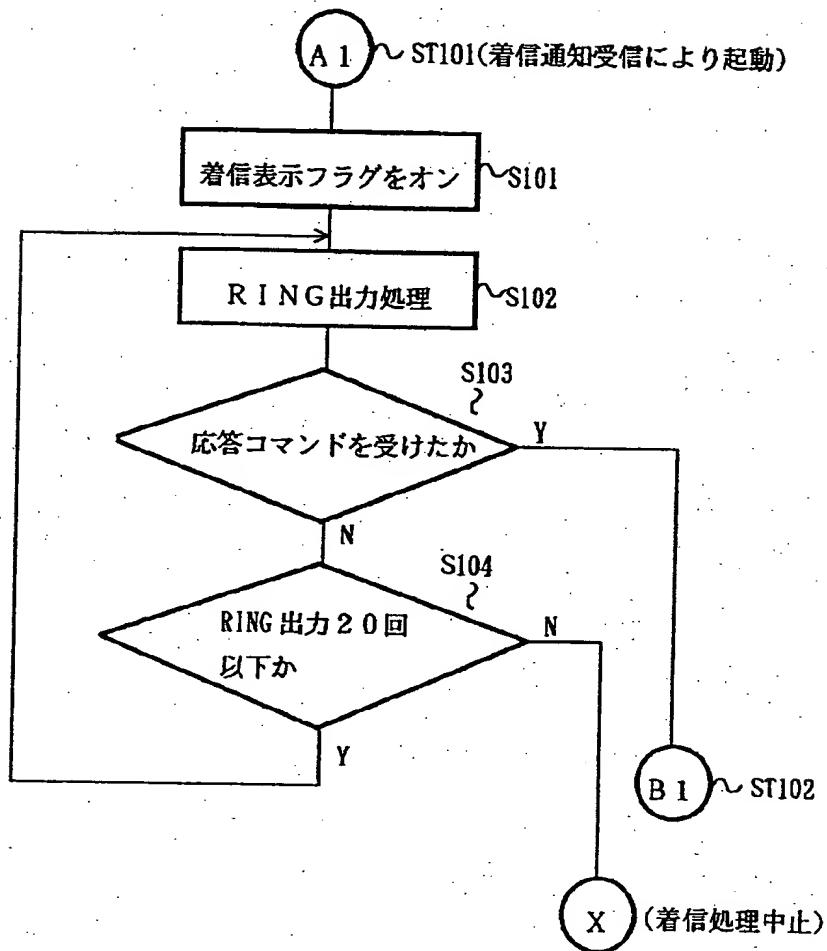 A1
ST101(着信通知受信により起動)
着信表示フラグをオン
S101
RING出力処理
S102
S103
応答コマンドを受けたか
Y
N
S104
RING出力20回
以下か
N
Y
B1
ST102
X
(着信処理中止)